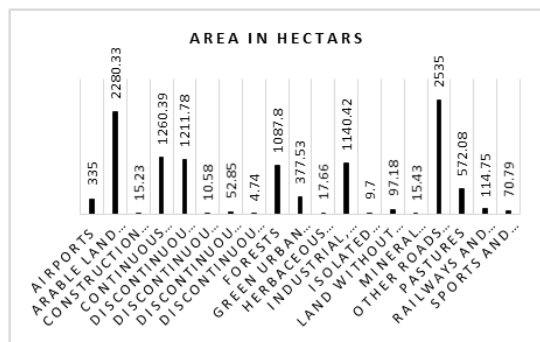 AREA IN HECTARS
335
2280.33
15.23
1260.39
1211.78
10.58
52.85
4.74
1087.8
377.53
17.66
1140.42
9.7
97.18
15.43
2535
572.08
114.75
70.79
AIRPORTS
ARABLE LAND…
CONSTRUCTION…
CONTINUOUS…
DISCONTINUOU…
DISCONTINUOU…
DISCONTINUOU…
DISCONTINUOU…
FORESTS
GREEN URBAN…
HERBACEOUS…
INDUSTRIAL,…
ISOLATED…
LAND WITHOUT…
MINERAL…
OTHER ROADS
PASTURES
RAILWAYS AND…
SPORTS AND…